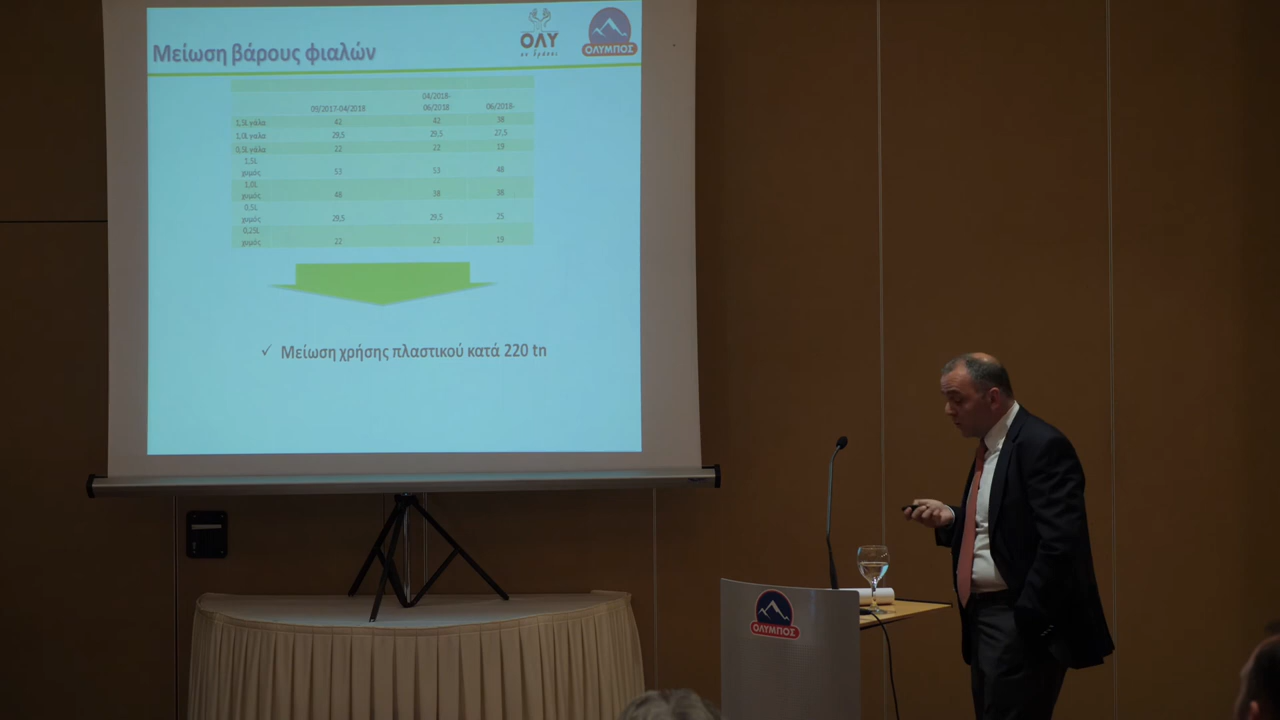 Μείωση βάρους φιαλών
ΟΛΥ
εν δράσει
ΟΛΥΜΠΟΣ
09/2017-04/2018 04/2018-06/2018 06/2018-
1,5L γάλα 42 42 38
1,0L γάλα 29,5 29,5 27,5
0,5L γάλα 22 22 19
1,5L χυμός 53 53 48
1,0L χυμός 48 38 38
0,5L χυμός 29,5 29,5 25
0,25L χυμός 22 22 19
✓ Μείωση χρήσης πλαστικού κατά 220 tn
ΟΛΥΜΠΟΣ